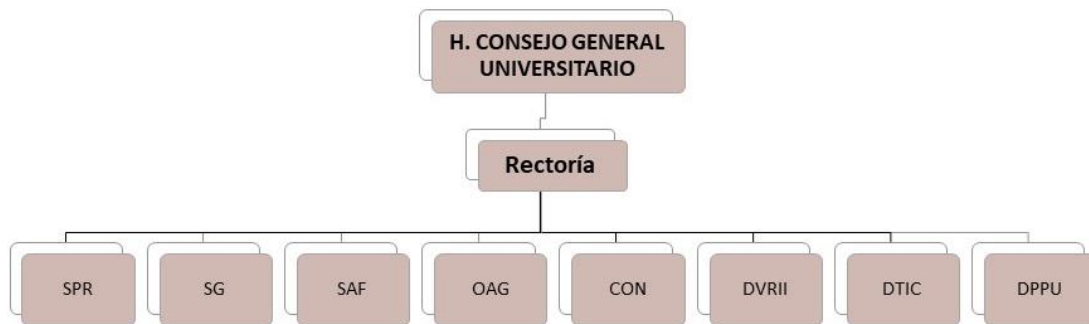 H. CONSEJO GENERAL
UNIVERSITARIO
Rectoría
SPR
SG
SAF
OAG
CON
DVRII
DTIC
DPPU